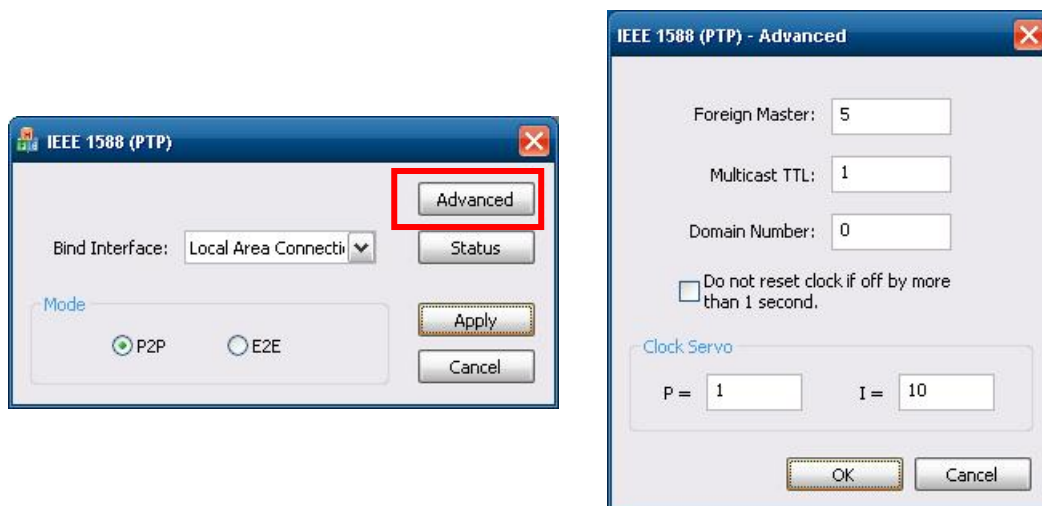 IEEE 1588 (PTP)
Advanced
Bind Interface: Local Area Connecti
Status
Mode
P2P
E2E
Apply
Cancel
IEEE 1588 (PTP) - Advanced
Foreign Master: 5
Multicast TTL: 1
Domain Number: 0
Do not reset clock if off by more
than 1 second.
Clock Servo
P = 1
I = 10
OK
Cancel